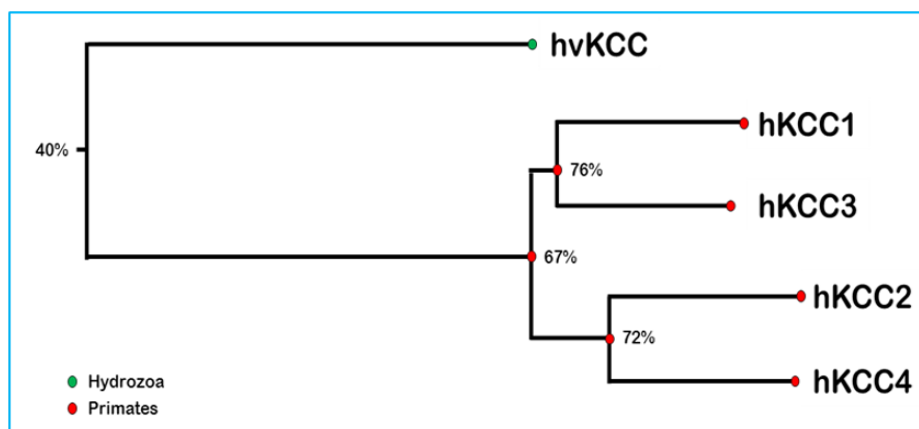 hvKCC
hKCC1
40%
76%
hKCC3
67%
hKCC2
72%
hKCC4
Hydrozoa
Primates